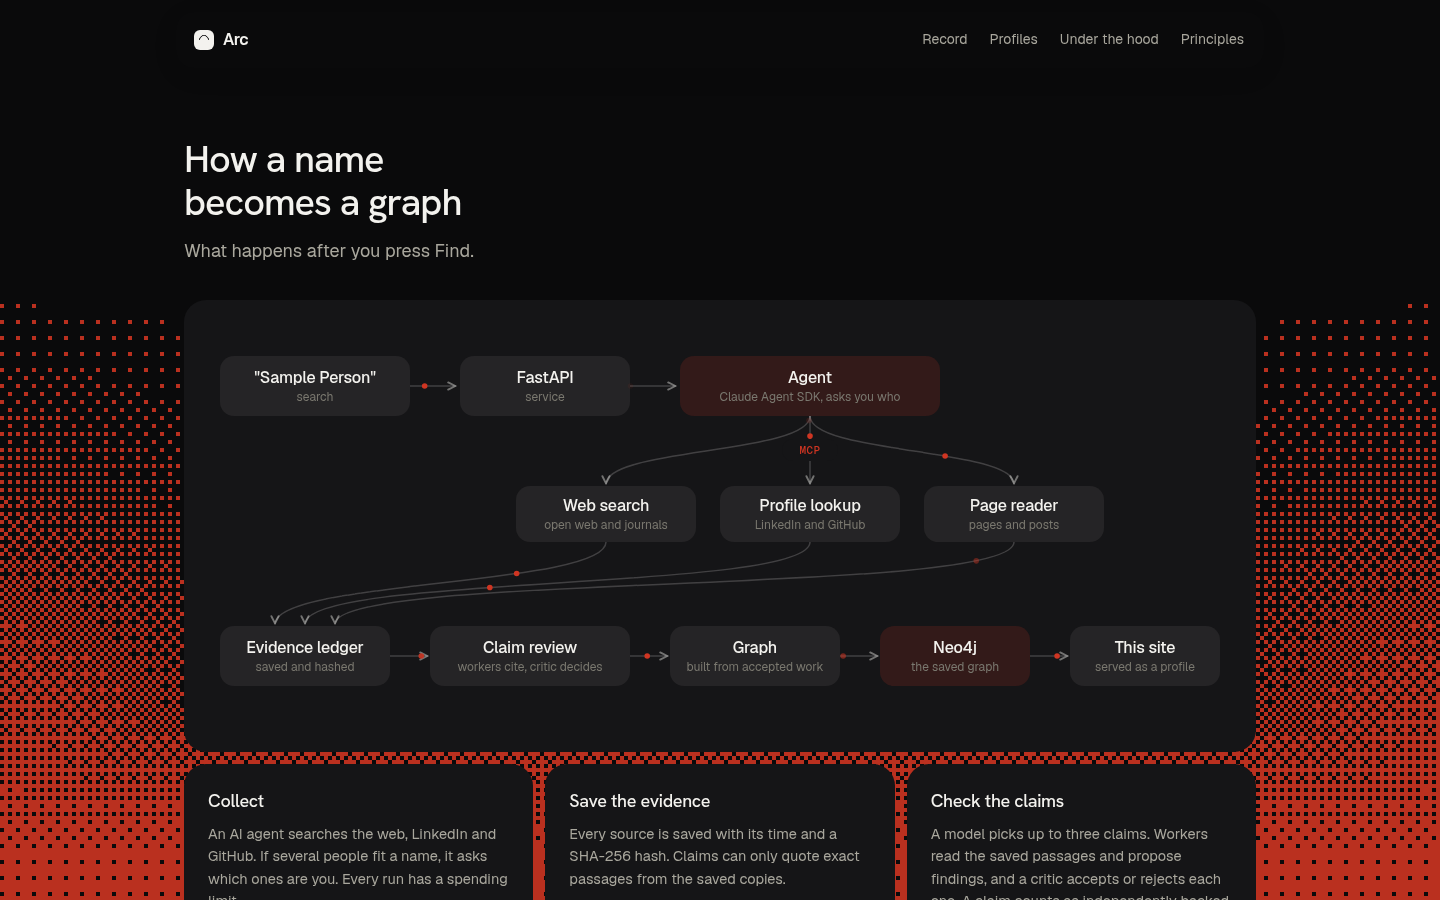 Arc
Record Profiles Under the hood Principles
How a name
becomes a graph
What happens after you press Find.
"Sample Person"
search
FastAPI
service
Agent
Claude Agent SDK, asks you who
MCP
Web search
open web and journals
Profile lookup
LinkedIn and GitHub
Page reader
pages and posts
Evidence ledger
saved and hashed
Claim review
workers cite, critic decides
Graph
built from accepted work
Neo4j
the saved graph
This site
served as a profile
Collect
An AI agent searches the web, LinkedIn and
GitHub. If several people fit a name, it asks
which ones are you. Every run has a spending
limit.
Save the evidence
Every source is saved with its time and a
SHA-256 hash. Claims can only quote exact
passages from the saved copies.
Check the claims
A model picks up to three claims. Workers
read the saved passages and propose
findings, and a critic accepts or rejects each
one. A claim counts as independently backed